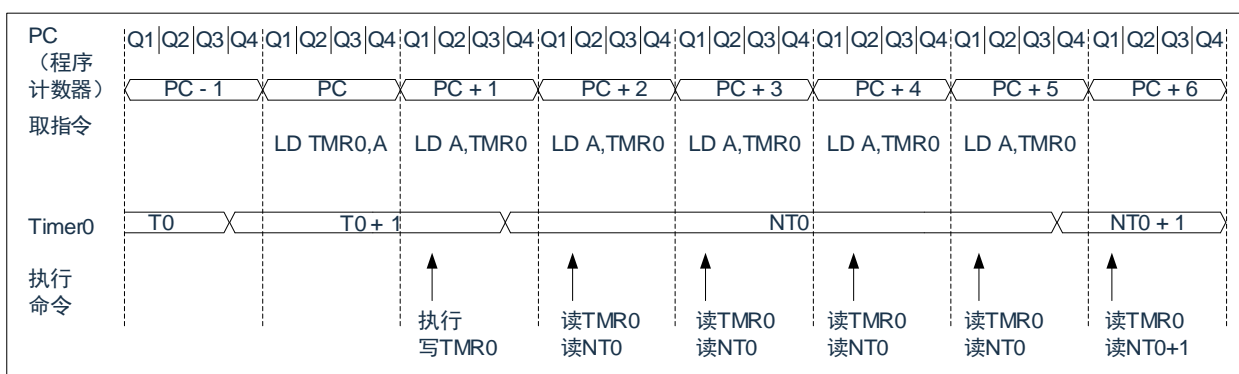 PC
（程序
计数器）
Q1|Q2|Q3|Q4 Q1|Q2|Q3|Q4 Q1|Q2|Q3|Q4 Q1|Q2|Q3|Q4 Q1|Q2|Q3|Q4 Q1|Q2|Q3|Q4 Q1|Q2|Q3|Q4 Q1|Q2|Q3|Q4
PC - 1 PC PC + 1 PC + 2 PC + 3 PC + 4 PC + 5 PC + 6
取指令
LD TMR0,A LD A,TMR0 LD A,TMR0 LD A,TMR0 LD A,TMR0 LD A,TMR0
Timer0 T0 T0 + 1 NT0 NT0 + 1
执行
命令
执行 读TMR0 读TMR0 读TMR0 读TMR0 读TMR0
写TMR0 读NT0 读NT0 读NT0 读NT0 读NT0+1